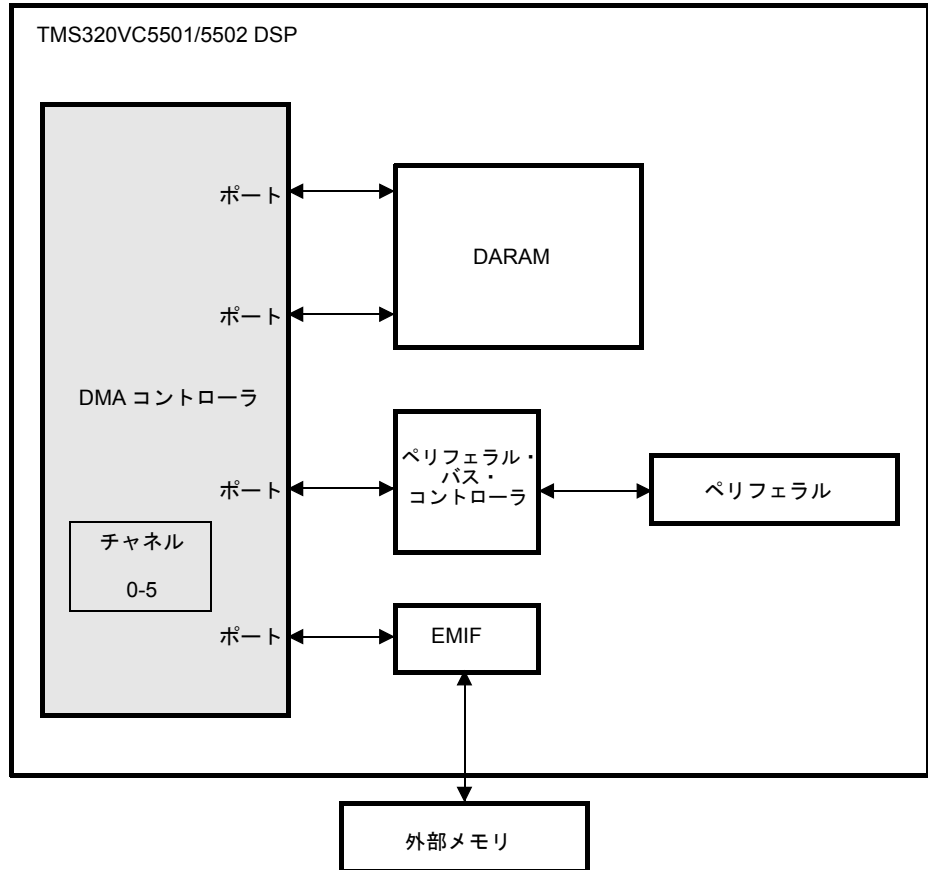 TMS320VC5501/5502 DSP
ポート
DARAM
ポート
DMA コントローラ
ペリフェラル・
バス・
コントローラ
ポート
ペリフェラル
チャネル
0-5
ポート
EMIF
外部メモリ